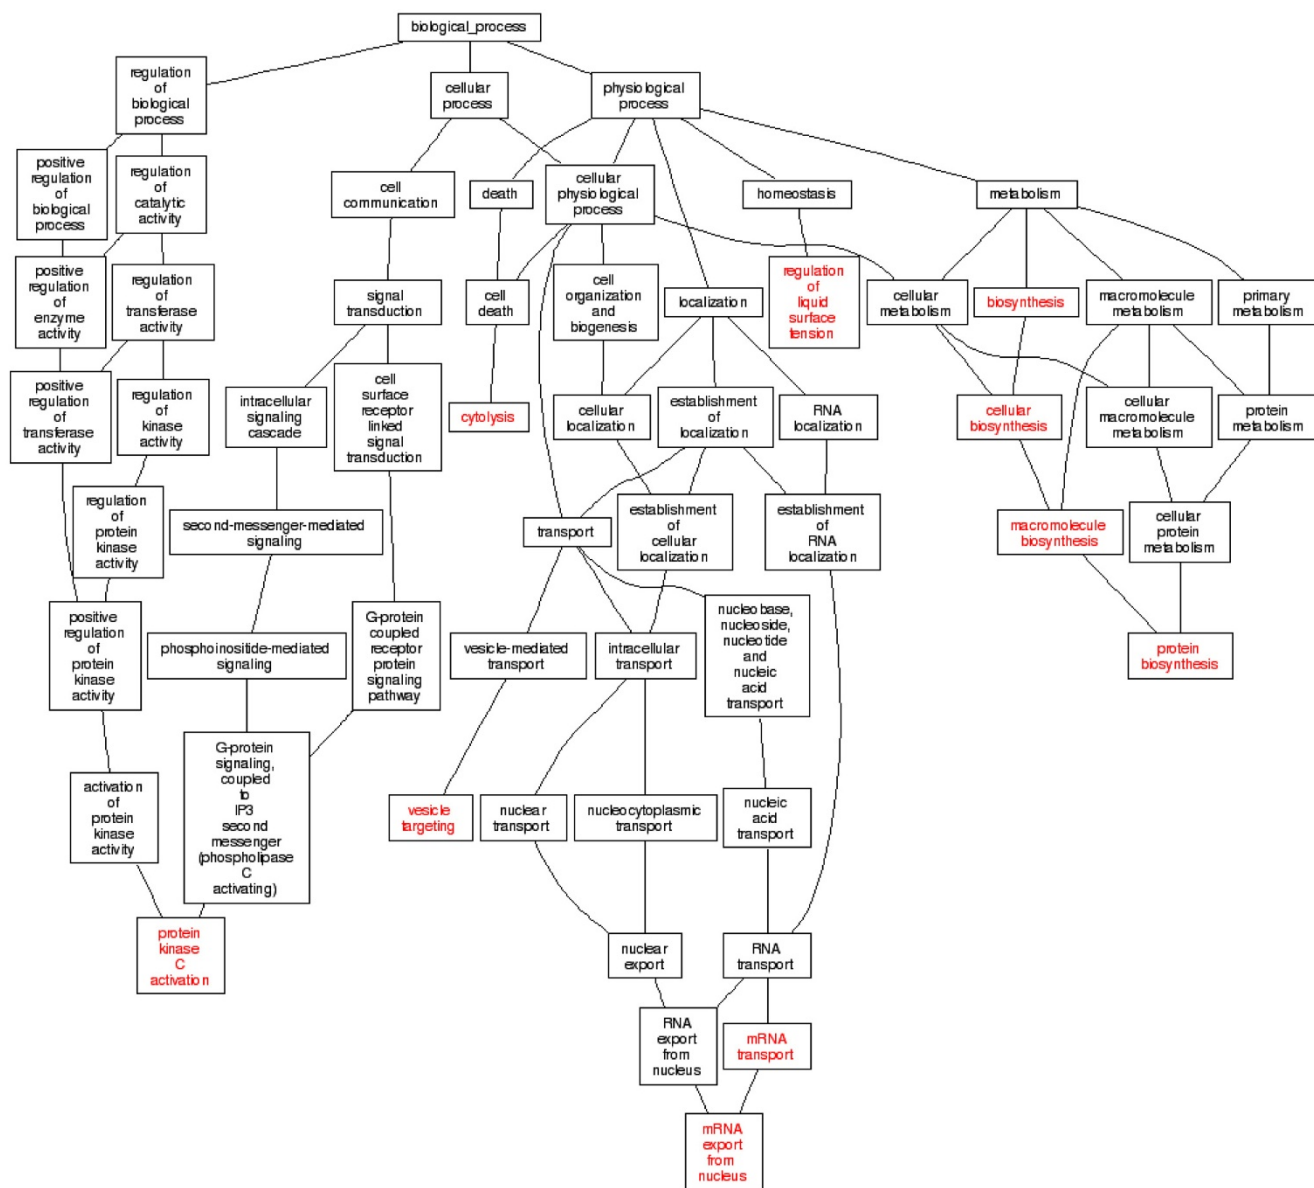 biological_process
regulation
of
biological
process
cellular
process
physiological
process
positive
regulation
of
biological
process
regulation
of
catalytic
activity
cell
communication
death
cellular
physiological
process
homeostasis
metabolism
positive
regulation
of
enzyme
activity
regulation
of
transferase
activity
signal
transduction
cell
death
cell
organization
and
biogenesis
localization
regulation
of
liquid
surface
tension
cellular
metabolism
biosynthesis
macromolecule
metabolism
primary
metabolism
positive
regulation
of
transferase
activity
regulation
of
kinase
activity
intracellular
signaling
cascade
cell
surface
receptor
linked
signal
transduction
cytolysis
cellular
localization
establishment
of
localization
RNA
localization
cellular
biosynthesis
cellular
macromolecule
metabolism
protein
metabolism
regulation
of
protein
kinase
activity
second-messenger-mediated
signaling
transport
establishment
of
cellular
localization
establishment
of
RNA
localization
macromolecule
biosynthesis
cellular
protein
metabolism
positive
regulation
of
protein
kinase
activity
phosphoinositide-mediated
signaling
G-protein
coupled
receptor
protein
signaling
pathway
vesicle-mediated
transport
intracellular
transport
nucleobase,
nucleoside,
nucleotide
and
nucleic
acid
transport
protein
biosynthesis
activation
of
protein
kinase
activity
G-protein
signaling,
coupled
to
IP3
second
messenger
(phospholipase
C
activating)
vesicle
targeting
nuclear
transport
nucleocytoplasmic
transport
nucleic
acid
transport
protein
kinase
C
activation
nuclear
export
RNA
transport
RNA
export
from
nucleus
mRNA
transport
mRNA
export
from
nucleus